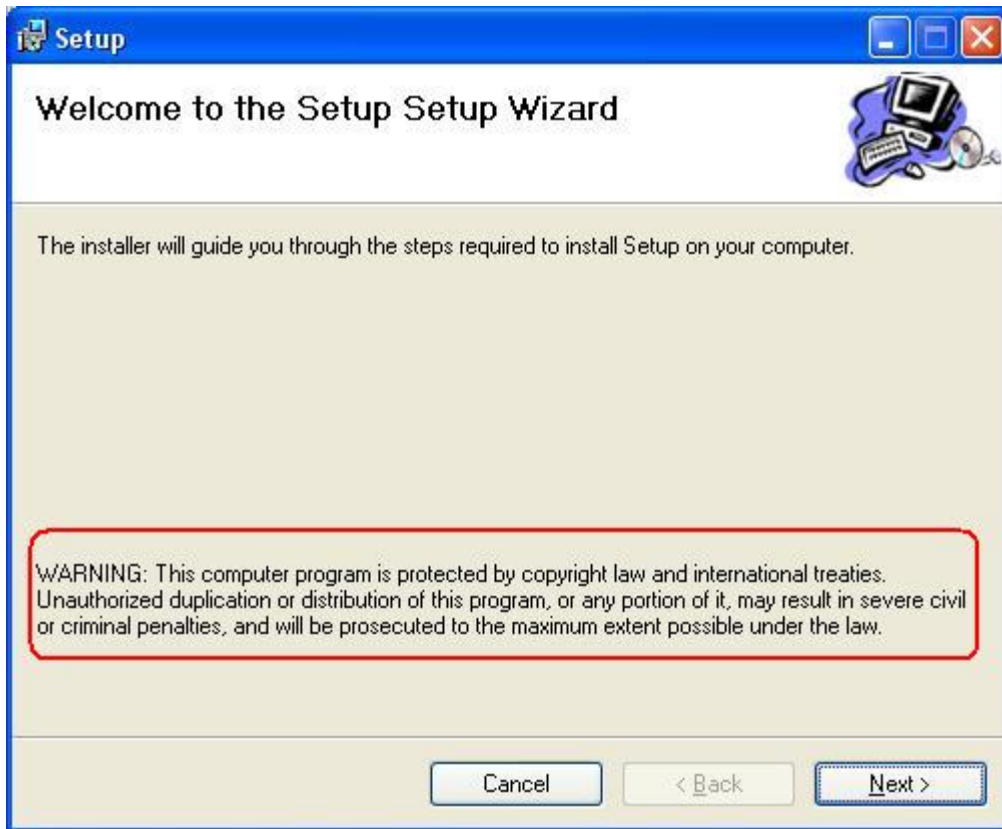 Setup
Welcome to the Setup Setup Wizard
The installer will guide you through the steps required to install Setup on your computer.
WARNING: This computer program is protected by copyright law and international treaties.
Unauthorized duplication or distribution of this program, or any portion of it, may result in severe civil
or criminal penalties, and will be prosecuted to the maximum extent possible under the law.
Cancel
< Back
Next >